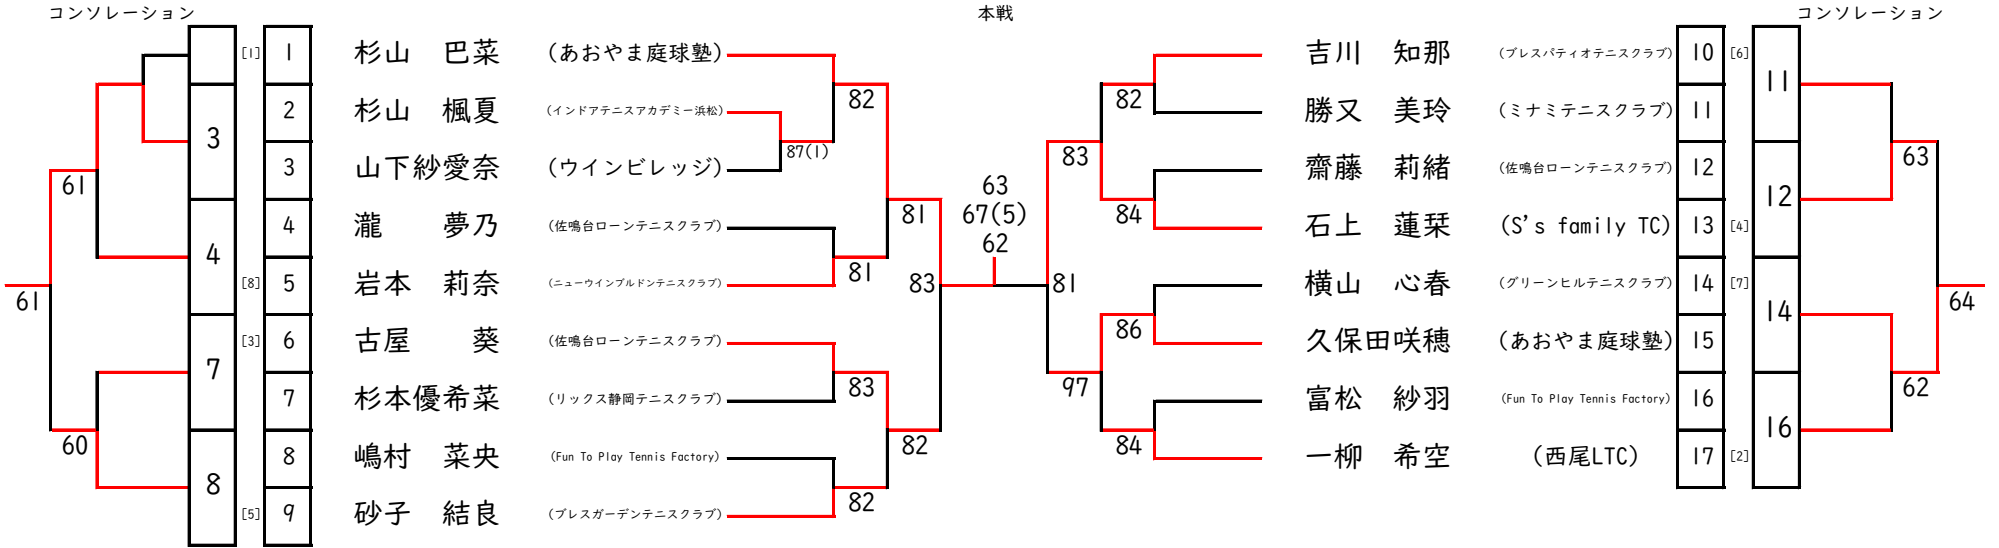 コンソレーション 本戦 コンソレーション
[1] 1 杉山 巴菜 (あおやま庭球塾) 吉川 知那 (ブレスパティオテニスクラブ) 10 [6]
11
82 82
2 杉山 楓夏 (インドアテニスアカデミー浜松) 勝又 美玲 (ミナミテニスクラブ) 11
3 87(1) 83 63
3 山下紗愛奈 (ウインビレッジ) 齋藤 莉緒 (佐鳴台ローンテニスクラブ) 12
61 63 12
81 67(5) 84
4 瀧 夢乃 (佐鳴台ローンテニスクラブ) 石上 蓮栞 (S's family TC) 13 [4]
4 62
81
[8] 5 岩本 莉奈 (ニューウインブルドンテニスクラブ) 83 81 横山 心春 (グリーンヒルテニスクラブ) 14 [7]
61 64
14
86
[3] 6 古屋 葵 (佐鳴台ローンテニスクラブ) 久保田咲穂 (あおやま庭球塾) 15
7 83 97 62
7 杉本優希菜 (リックス静岡テニスクラブ) 富松 紗羽 (Fun To Play Tennis Factory) 16
60 82 84 16
8 嶋村 菜央 (Fun To Play Tennis Factory) 一柳 希空 (西尾LTC) 17 [2]
8 82
[5] 9 砂子 結良 (ブレスガーデンテニスクラブ)